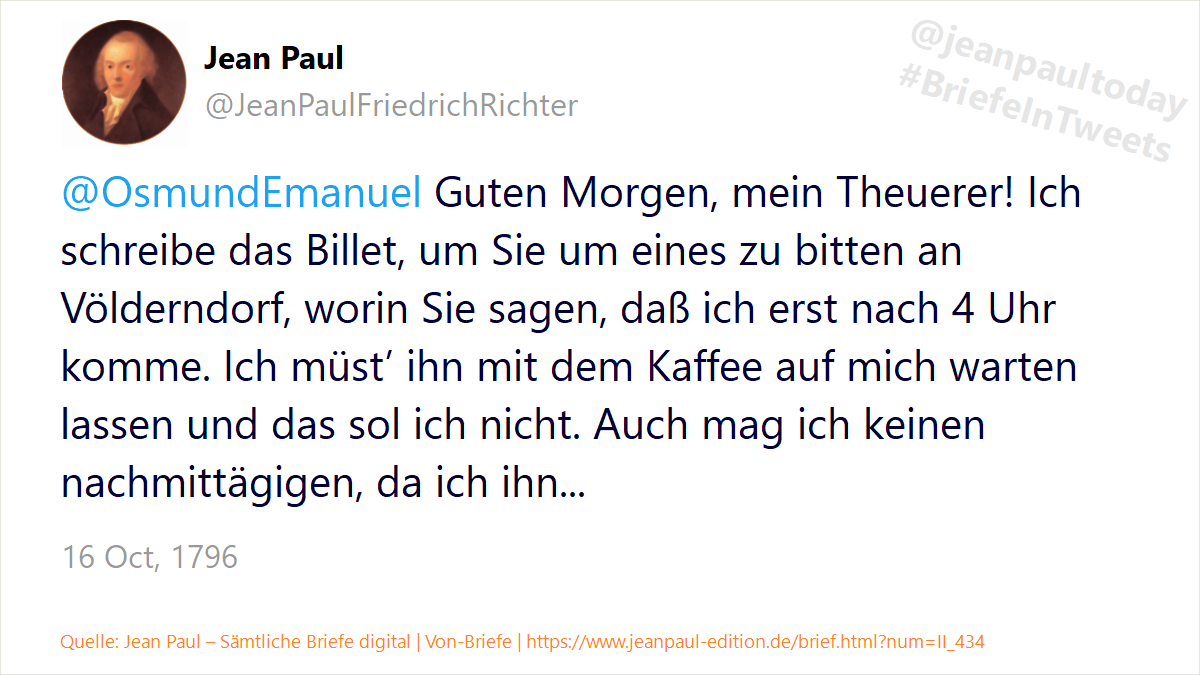 Jean Paul
@JeanPaulFriedrichRichter
@jeanpaultoday
#BriefeInTweets
@OsmundEmanuel Guten Morgen, mein Theuerer! Ich
schreibe das Billet, um Sie um eines zu bitten an
Völderndorf, worin Sie sagen, daß ich erst nach 4 Uhr
komme. Ich müst’ ihn mit dem Kaffee auf mich warten
lassen und das sol ich nicht. Auch mag ich keinen
nachmittägigen, da ich ihn...
16 Oct, 1796
Quelle: Jean Paul – Sämtliche Briefe digital | Von-Briefe | https://www.jeanpaul-edition.de/brief.html?num=II_434